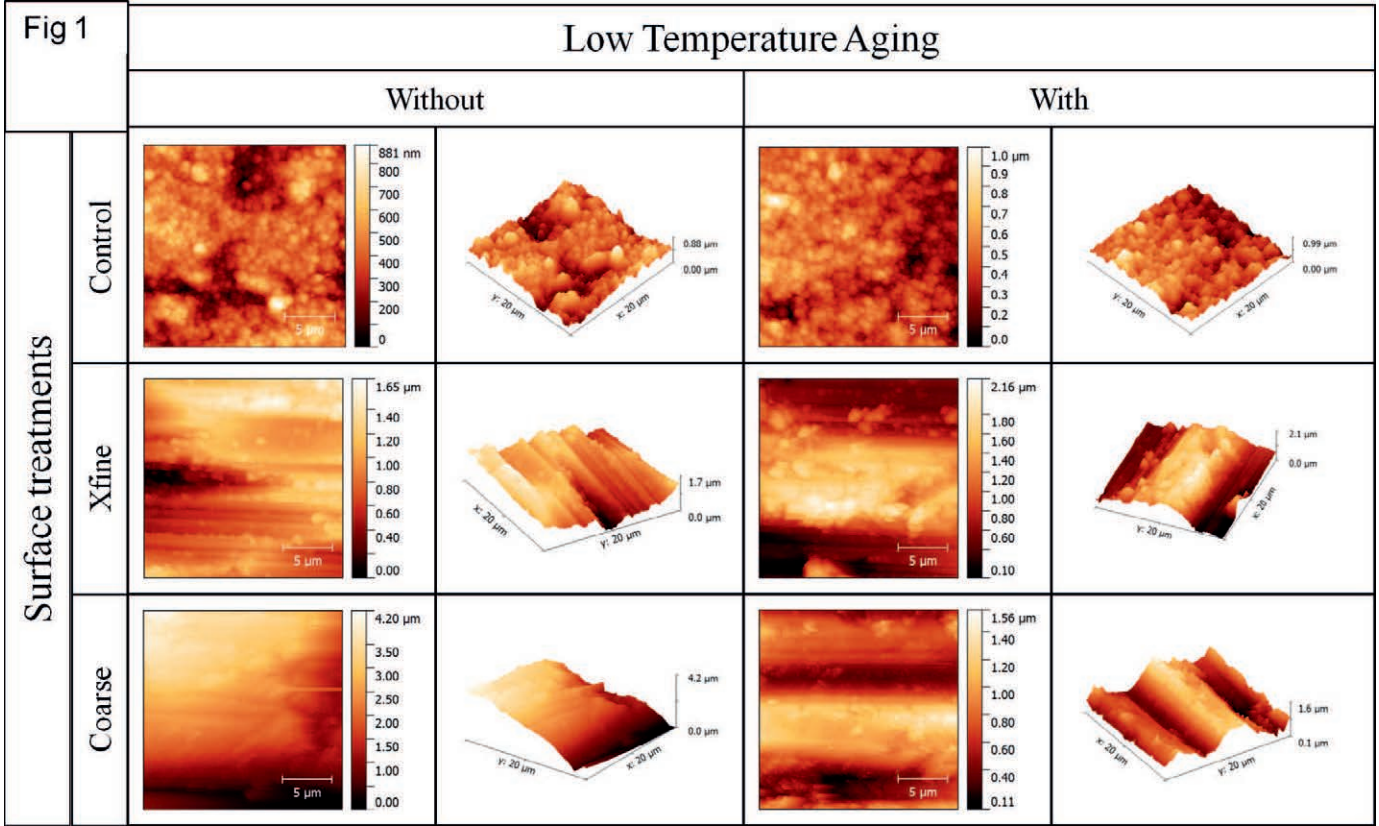 Fig 1
Low Temperature Aging
Without
With
Surface treatments
Control
881 nm
800
700
600
500
400
300
200
0
5 µm
0.88 µm
0.00 µm
y: 20 µm
x: 20 µm
1.0 µm
0.9
0.8
0.7
0.6
0.5
0.4
0.3
0.2
0.0
5 µm
0.99 µm
0.00 µm
y: 20 µm
x: 20 µm
Xfine
1.65 µm
1.40
1.20
1.00
0.80
0.60
0.40
0.00
5 µm
1.7 µm
0.0 µm
x: 20 µm
y: 20 µm
2.16 µm
1.80
1.60
1.40
1.20
1.00
0.80
0.60
0.10
5 µm
2.1 µm
0.0 µm
y: 20 µm
x: 20 µm
Coarse
4.20 µm
3.50
3.00
2.50
2.00
1.50
1.00
0.00
5 µm
4.2 µm
0.0 µm
y: 20 µm
x: 20 µm
1.56 µm
1.40
1.20
1.00
0.80
0.60
0.40
0.11
5 µm
1.6 µm
0.1 µm
x: 20 µm
y: 20 µm